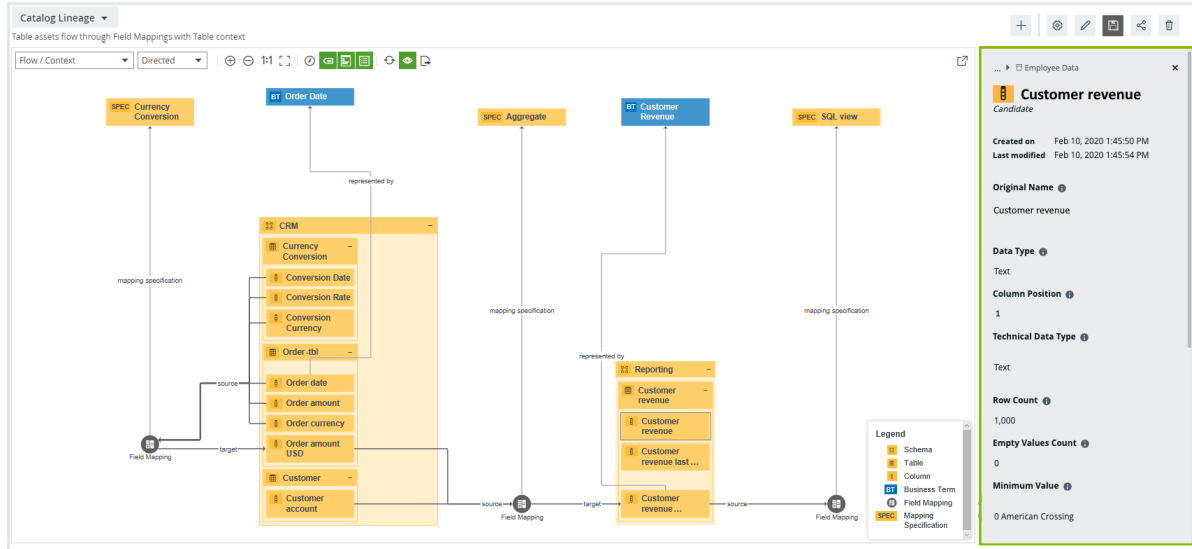 Catalog Lineage
Table assets flow through Field Mappings with Table context
Flow / Context
Directed
1:1
SPEC Currency
Conversion
BT Order Date
SPEC Aggregate
BT Customer
Revenue
SPEC SQL view
represented by
CRM
Currency
Conversion
Conversion Date
Conversion Rate
Conversion
Currency
mapping specification
mapping specification
mapping specification
Order-tbl
represented by
Order date
Order amount
Order currency
Order amount
USD
source
target
Field Mapping
Customer
Customer
account
source
Field Mapping
target
Reporting
Customer
revenue
Customer
revenue
Customer
revenue last ...
Customer
revenue...
source
Field Mapping
Legend
Schema
Table
Column
BT Business Term
Field Mapping
SPEC Mapping
Specification
... Employee Data
Customer revenue
Candidate
Created on Feb 10, 2020 1:45:50 PM
Last modified Feb 10, 2020 1:45:54 PM
Original Name
Customer revenue
Data Type
Text
Column Position
1
Technical Data Type
Text
Row Count
1,000
Empty Values Count
0
Minimum Value
0 American Crossing